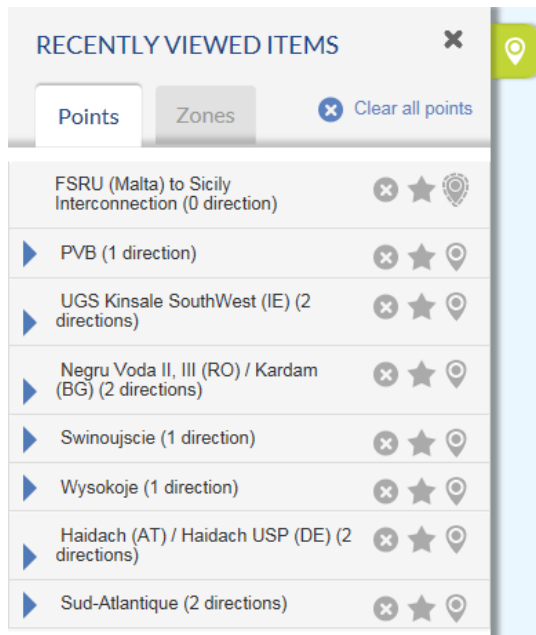 RECENTLY VIEWED ITEMS
Points
Zones
Clear all points
FSRU (Malta) to Sicily
Interconnection (0 direction)
PVB (1 direction)
UGS Kinsale SouthWest (IE) (2
directions)
Negru Voda II, III (RO) / Kardam
(BG) (2 directions)
Swinoujscie (1 direction)
Wysokoje (1 direction)
Haidach (AT) / Haidach USP (DE) (2
directions)
Sud-Atlantique (2 directions)